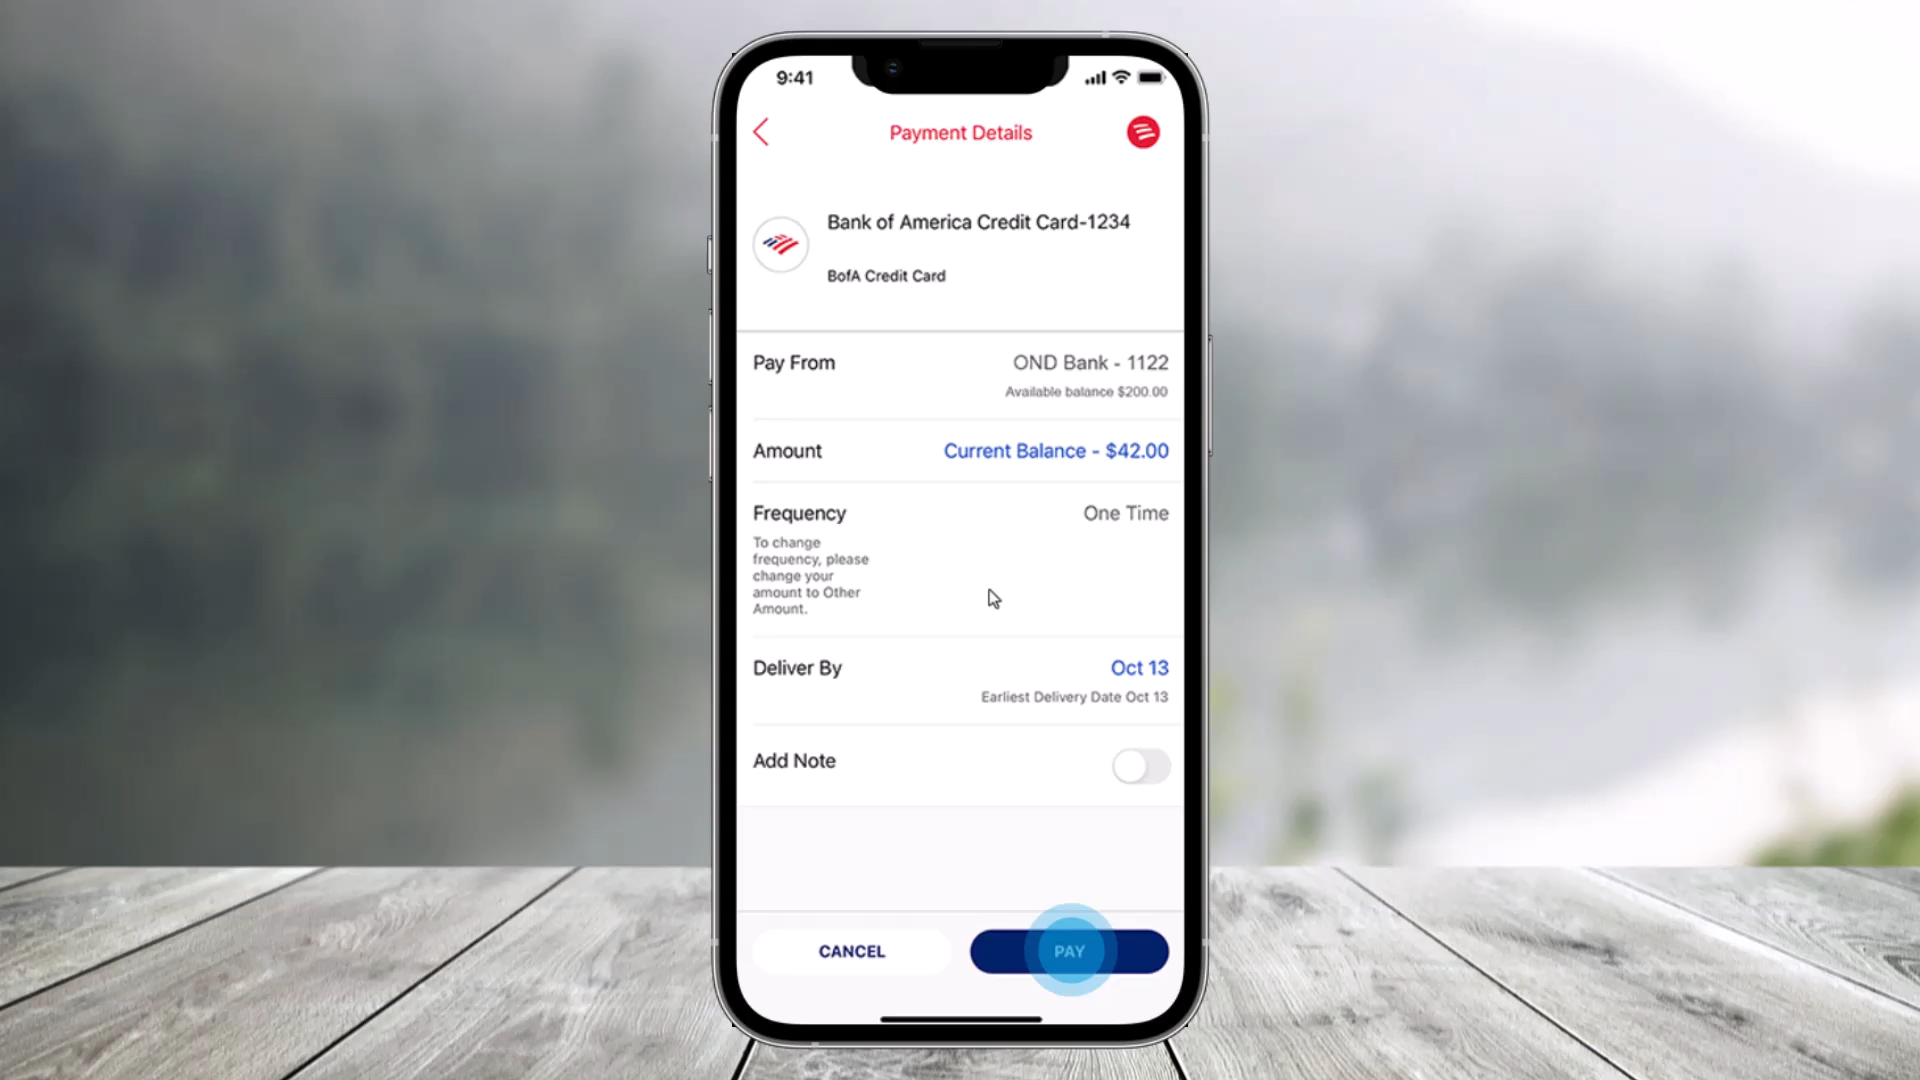 9:41
Payment Details
Bank of America Credit Card-1234
BofA Credit Card
Pay From
OND Bank - 1122
Available balance $200.00
Amount
Current Balance - $42.00
Frequency
One Time
To change
frequency, please
change your
amount to Other
Amount.
Deliver By
Oct 13
Earliest Delivery Date Oct 13
Add Note
CANCEL
PAY